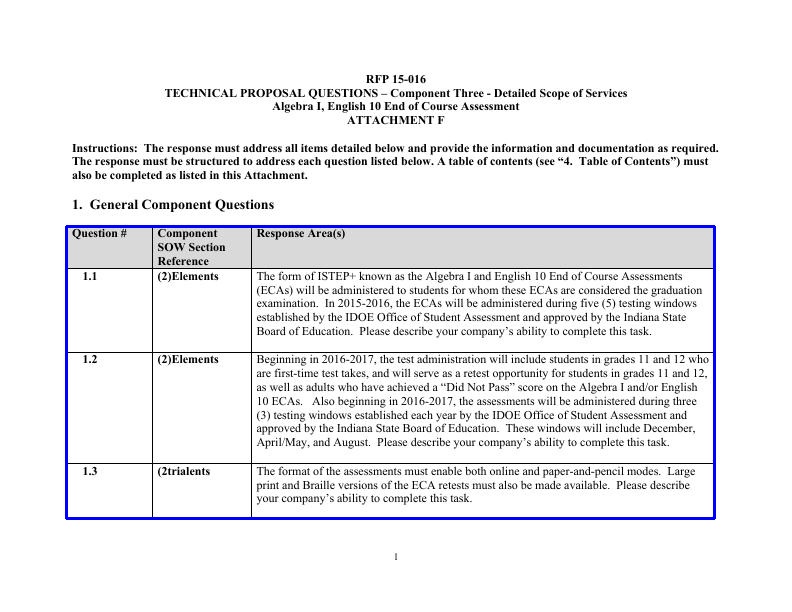 RFP 15-016
TECHNICAL PROPOSAL QUESTIONS – Component Three - Detailed Scope of Services
Algebra I, English 10 End of Course Assessment
ATTACHMENT F
Instructions:  The response must address all items detailed below and provide the information and documentation as required.
The response must be structured to address each question listed below. A table of contents (see “4.  Table of Contents”) must
also be completed as listed in this Attachment.
1.  General Component Questions
Question #
Component
SOW Section
Reference
Response Area(s)
1.1
(2)Elements
The form of ISTEP+ known as the Algebra I and English 10 End of Course Assessments
(ECAs) will be administered to students for whom these ECAs are considered the graduation
examination.  In 2015-2016, the ECAs will be administered during five (5) testing windows
established by the IDOE Office of Student Assessment and approved by the Indiana State
Board of Education.  Please describe your company’s ability to complete this task.
1.2
(2)Elements
Beginning in 2016-2017, the test administration will include students in grades 11 and 12 who
are first-time test takes, and will serve as a retest opportunity for students in grades 11 and 12,
as well as adults who have achieved a “Did Not Pass” score on the Algebra I and/or English
10 ECAs.   Also beginning in 2016-2017, the assessments will be administered during three
(3) testing windows established each year by the IDOE Office of Student Assessment and
approved by the Indiana State Board of Education.  These windows will include December,
April/May, and August.  Please describe your company’s ability to complete this task.
1.3
(2trialents
The format of the assessments must enable both online and paper-and-pencil modes.  Large
print and Braille versions of the ECA retests must also be made available.  Please describe
your company’s ability to complete this task.
1